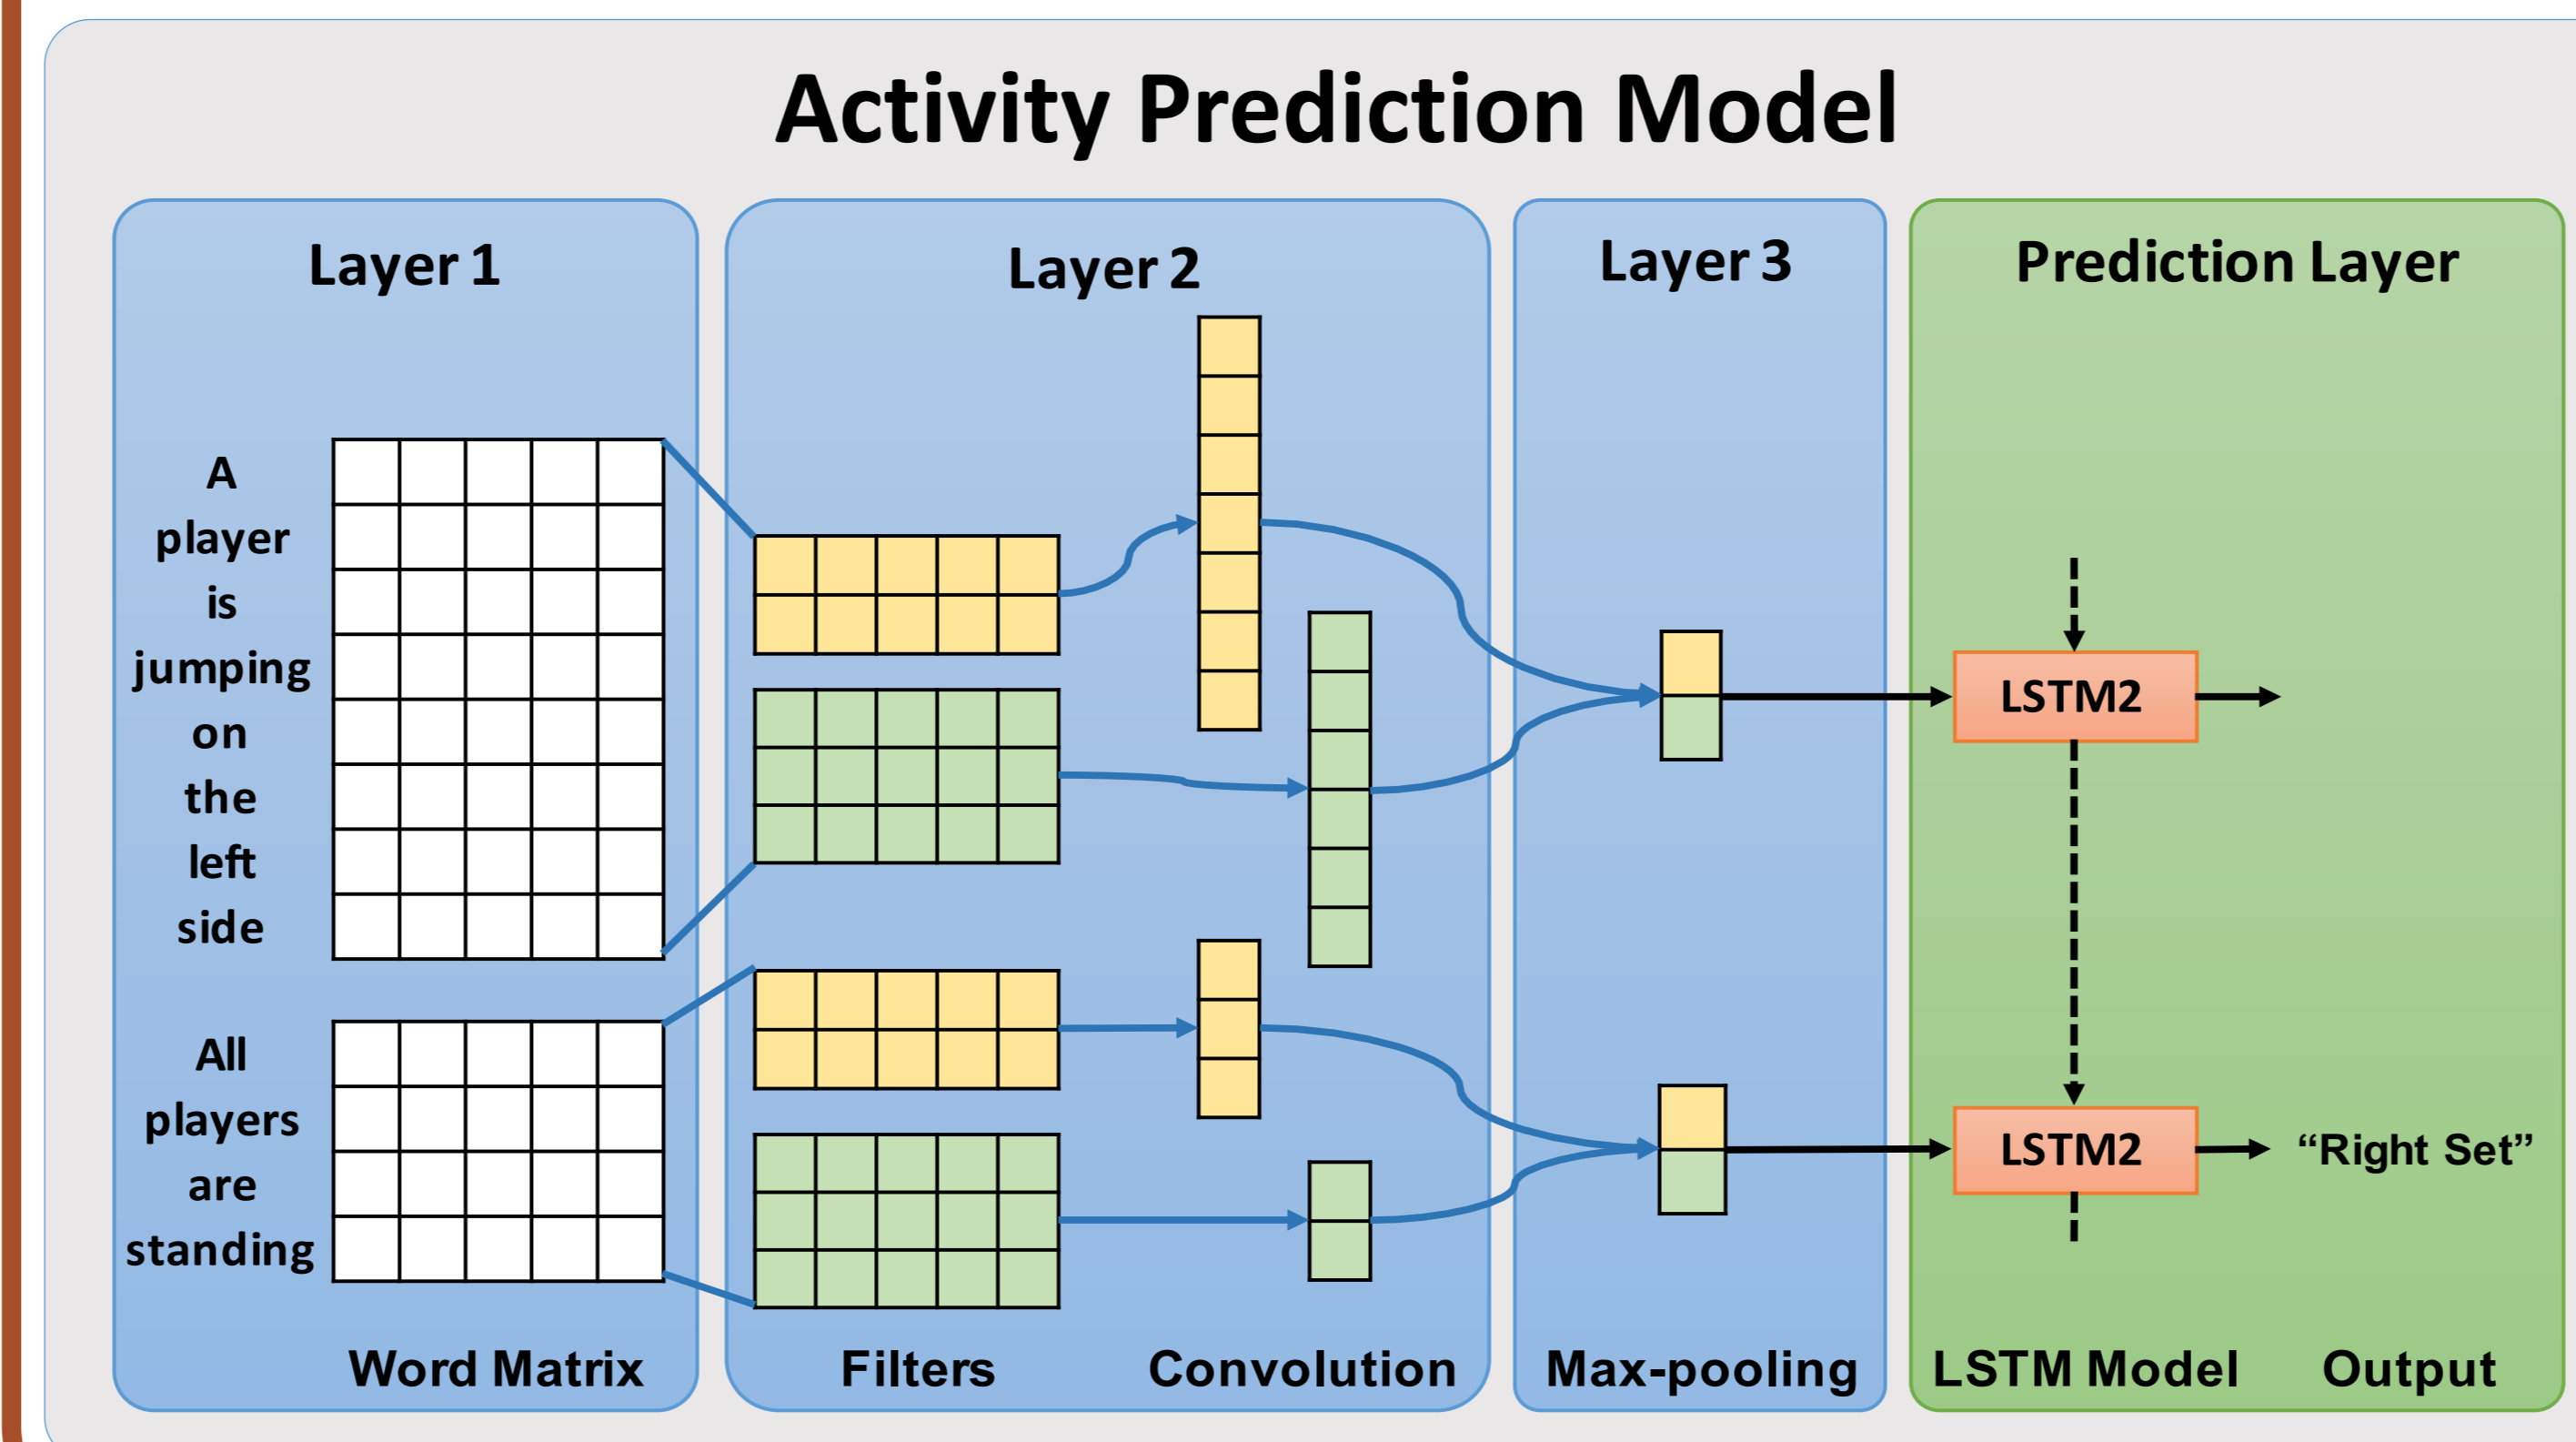 Activity Prediction Model
Layer 1
Layer 2
Layer 3
Prediction Layer
A
player
is
jumping
on
the
left
side
All
players
are
standing
LSTM2
LSTM2
“Right Set”
Word Matrix
Filters
Convolution
Max-pooling
LSTM Model
Output